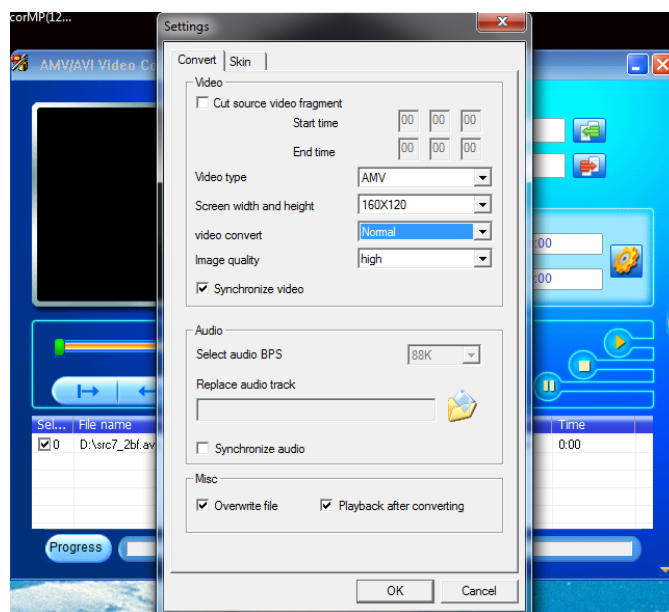 corMP(12...
Settings
AMV/AVI Video Co
Convert Skin
Video
Cut source video fragment
Start time 00 00 00
End time 00 00 00
Video type AMV
Screen width and height 160X120
video convert Normal
Image quality high
Synchronize video
:00
:00
Audio
Select audio BPS 88K
Replace audio track
Synchronize audio
Sel... File name Time
0 D:\src7_2bf.av 0:00
Misc
Overwrite file Playback after converting
Progress
OK Cancel